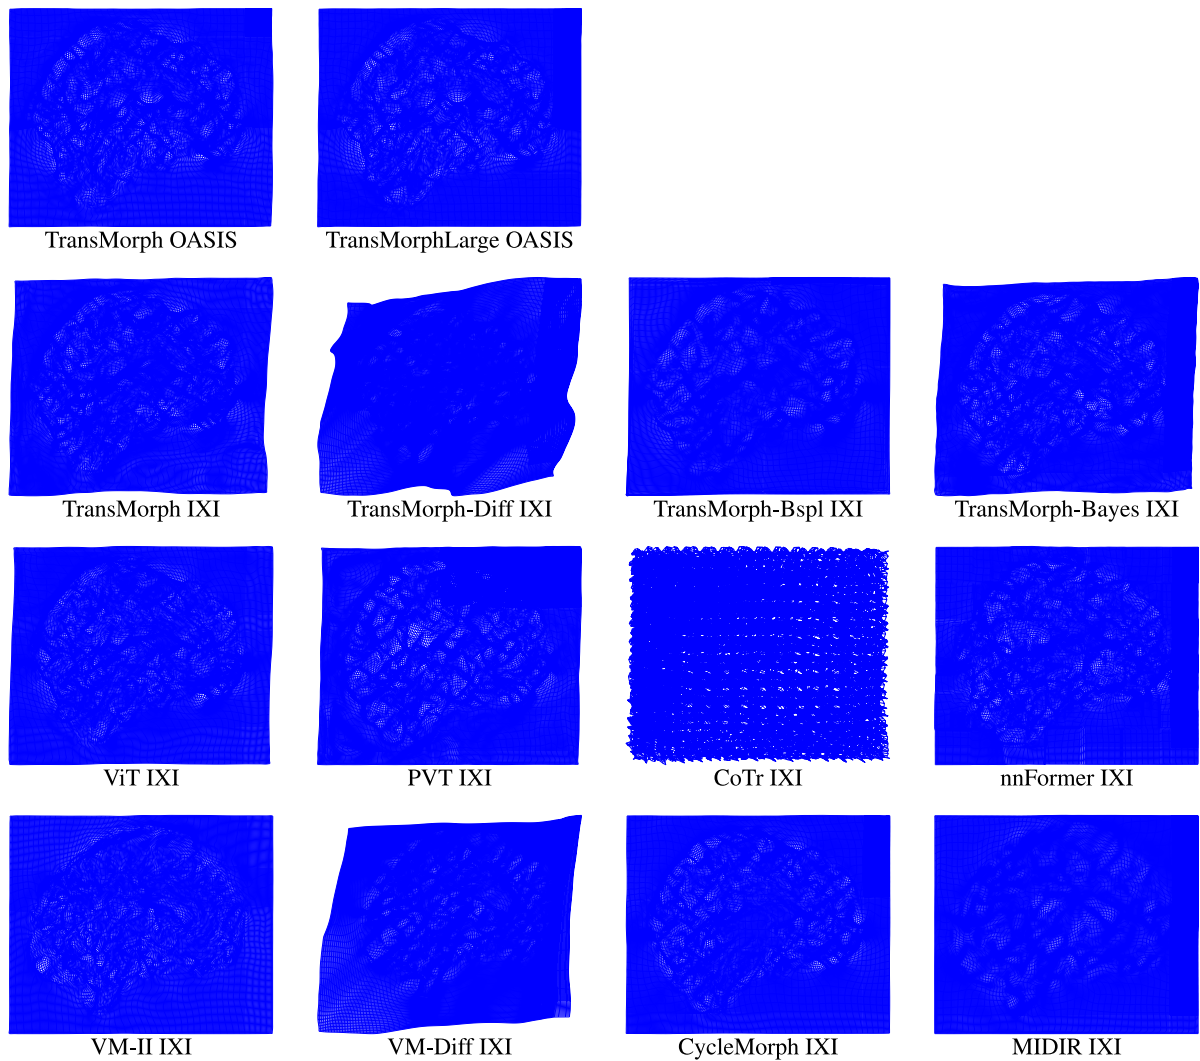 TransMorph OASIS
TransMorphLarge OASIS
TransMorph IXI
TransMorph-Diff IXI
TransMorph-Bspl IXI
TransMorph-Bayes IXI
ViT IXI
PVT IXI
CoTr IXI
nnFormer IXI
VM-II IXI
VM-Diff IXI
CycleMorph IXI
MIDIR IXI